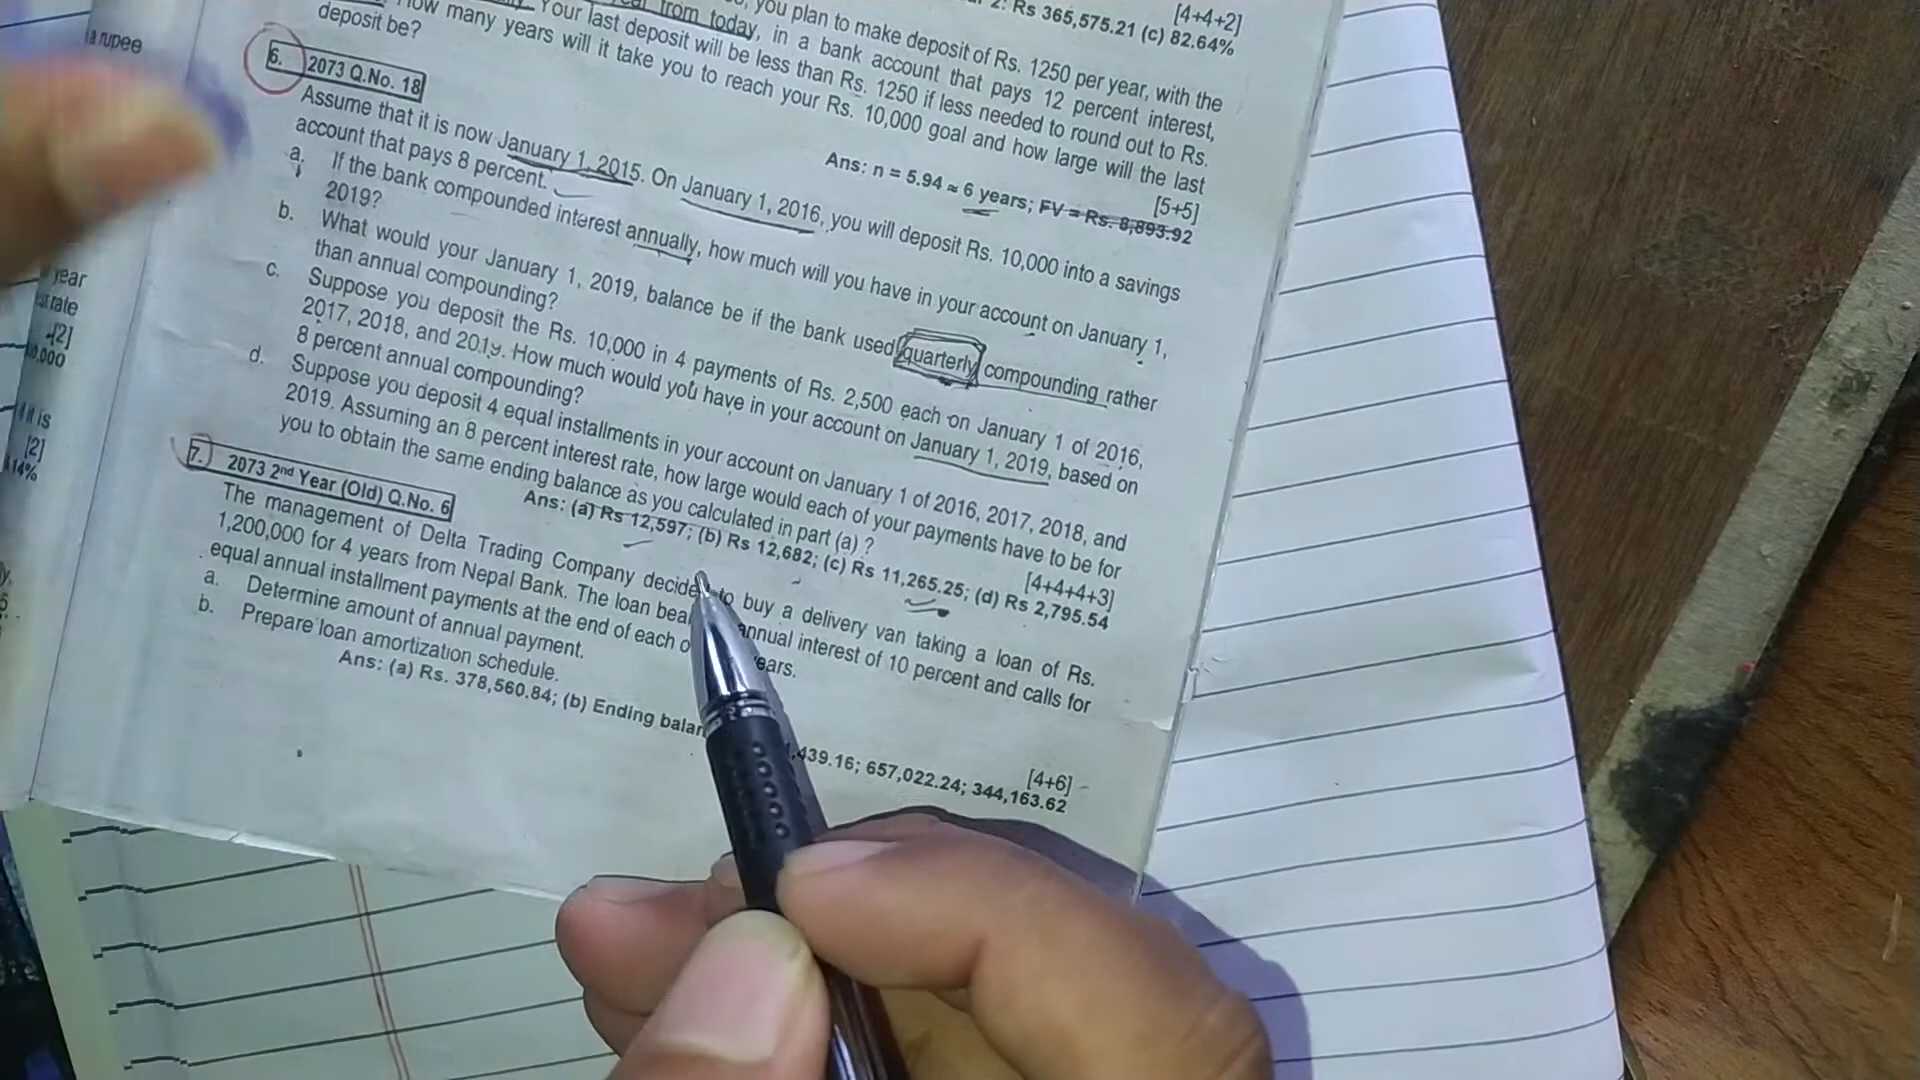 2: Rs 365,575.21 (c) 82.64%
[4+4+2]
you plan to make deposit of Rs. 1250 per year, with the
from today, in a bank account that pays 12 percent interest,
Your last deposit will be less than Rs. 1250 if less needed to round out to Rs.
How many years will it take you to reach your Rs. 10,000 goal and how large will the last
deposit be?
[5+5]
Ans: n = 5.94 ≈ 6 years; FV = Rs. 8,893.92
6. 2073 Q.No. 18
Assume that it is now January 1, 2015. On January 1, 2016, you will deposit Rs. 10,000 into a savings
account that pays 8 percent.
a. If the bank compounded interest annually, how much will you have in your account on January 1,
2019?
b. What would your January 1, 2019, balance be if the bank used quarterly compounding rather
than annual compounding?
c. Suppose you deposit the Rs. 10,000 in 4 payments of Rs. 2,500 each on January 1 of 2016,
2017, 2018, and 2019. How much would you have in your account on January 1, 2019, based on
8 percent annual compounding?
d. Suppose you deposit 4 equal installments in your account on January 1 of 2016, 2017, 2018, and
2019. Assuming an 8 percent interest rate, how large would each of your payments have to be for
you to obtain the same ending balance as you calculated in part (a) ?
[4+4+4+3]
Ans: (a) Rs 12,597; (b) Rs 12,682; (c) Rs 11,265.25; (d) Rs 2,795.54
7. 2073 2nd Year (Old) Q.No. 6
The management of Delta Trading Company decide to buy a delivery van taking a loan of Rs.
1,200,000 for 4 years from Nepal Bank. The loan annual interest of 10 percent and calls for
equal annual installment payments at the end of each
a. Determine amount of annual payment.
b. Prepare loan amortization schedule.
[4+6]
Ans: (a) Rs. 378,560.84; (b) Ending 439.16; 657,022.24; 344,163.62
a rupee
year
rate
[2]
it is
[2]
14%